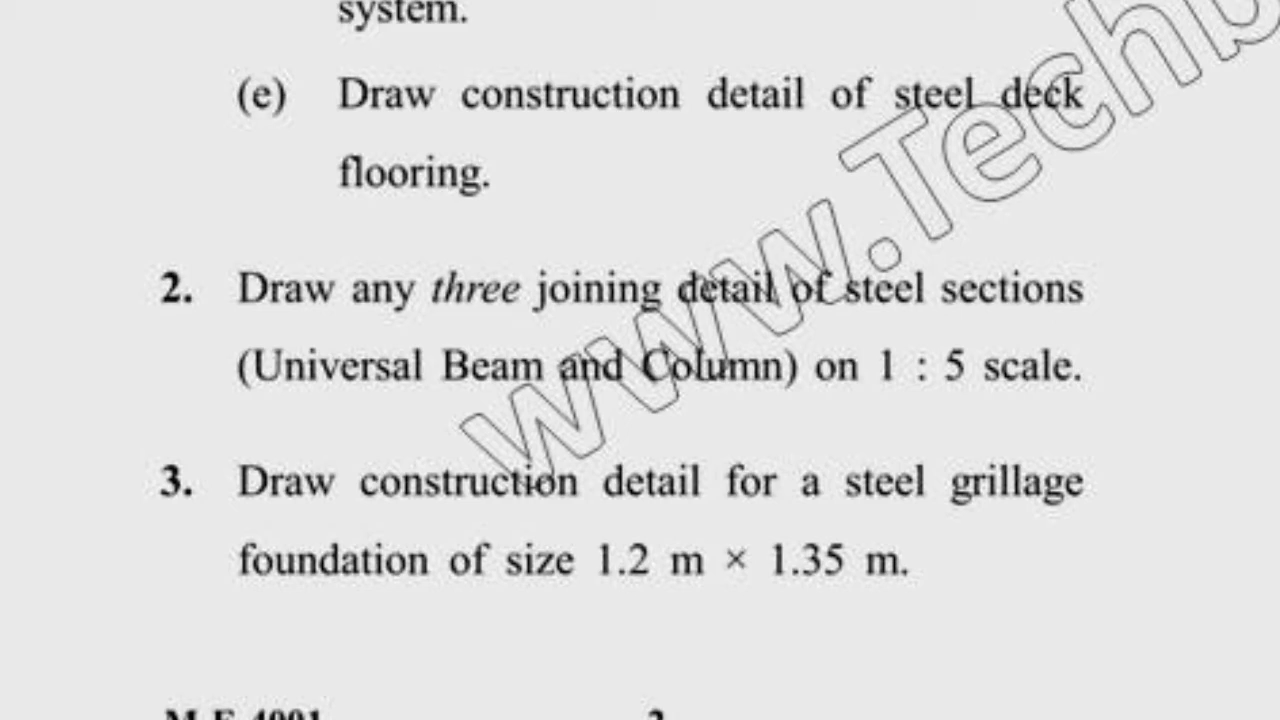 system.
(e) Draw construction detail of steel deck
flooring.
2. Draw any three joining detail of steel sections
(Universal Beam and Column) on 1 : 5 scale.
3. Draw construction detail for a steel grillage
foundation of size 1.2 m × 1.35 m.
www.Techb